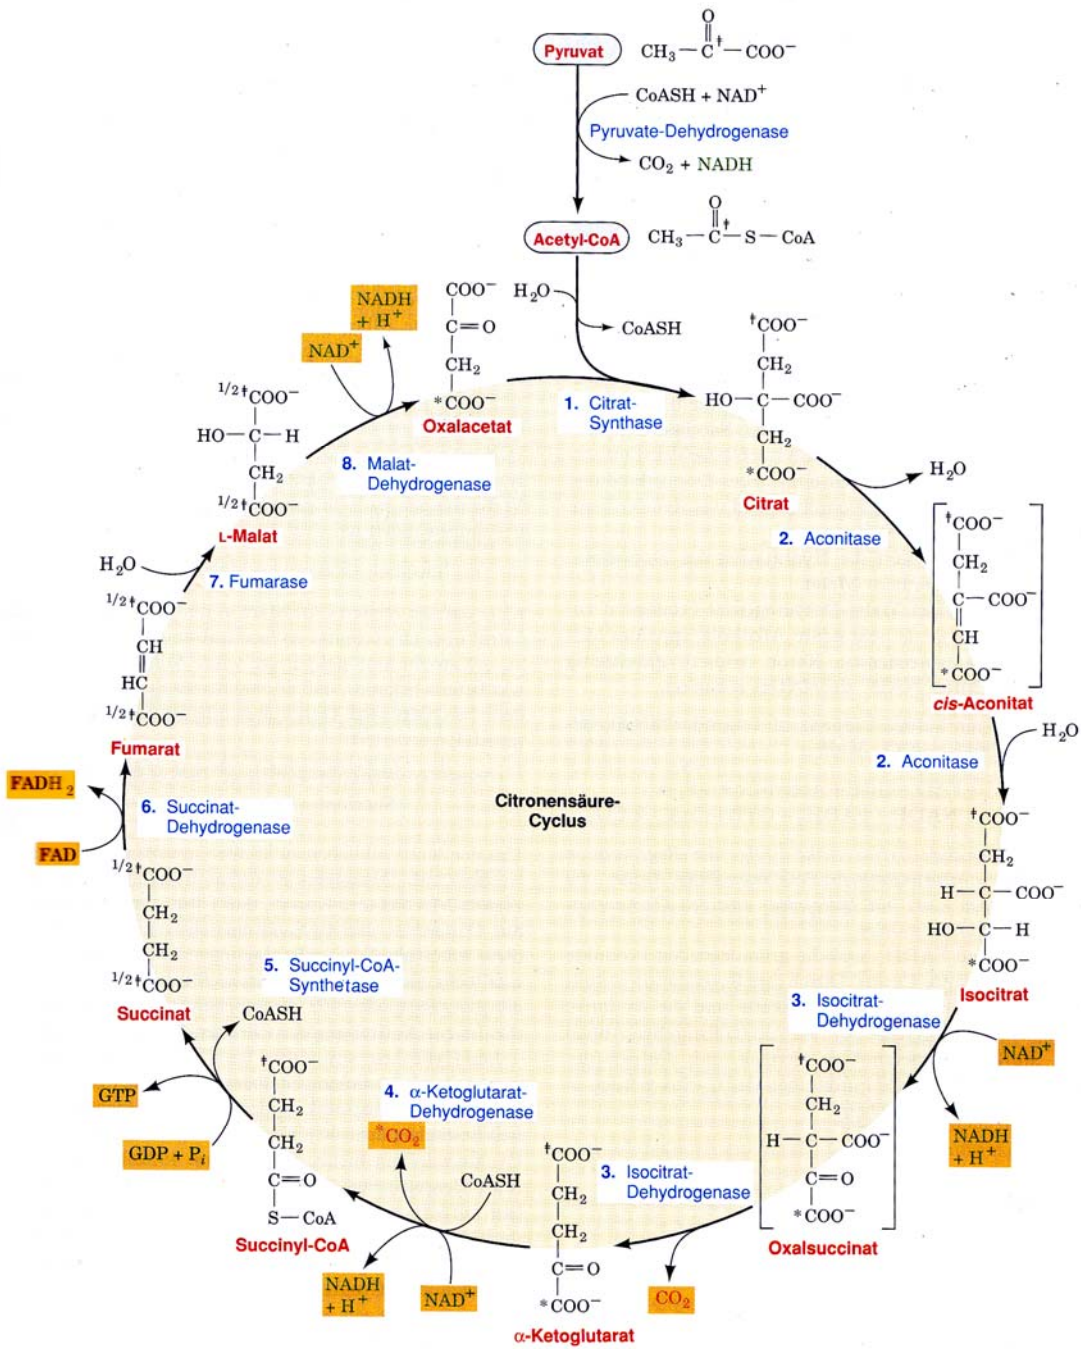 Pyruvat
O
CH₃—C‡—COO⁻
CoASH + NAD⁺
Pyruvate-Dehydrogenase
CO₂ + NADH
Acetyl-CoA
O
CH₃—C‡—S—CoA
H₂O
CoASH
1. Citrat-
Synthase
‡COO⁻
CH₂
HO—C—COO⁻
CH₂
*COO⁻
Citrat
H₂O
2. Aconitase
‡COO⁻
CH₂
C—COO⁻
CH
*COO⁻
cis-Aconitat
2. Aconitase
H₂O
‡COO⁻
CH₂
H—C—COO⁻
HO—C—H
*COO⁻
Isocitrat
3. Isocitrat-
Dehydrogenase
NAD⁺
NADH
+ H⁺
‡COO⁻
CH₂
H—C—COO⁻
C=O
*COO⁻
Oxalsuccinat
3. Isocitrat-
Dehydrogenase
CO₂
‡COO⁻
CH₂
CH₂
C=O
*COO⁻
α-Ketoglutarat
4. α-Ketoglutarat-
Dehydrogenase
*CO₂
CoASH
NAD⁺
NADH
+ H⁺
‡COO⁻
CH₂
CH₂
C=O
S—CoA
Succinyl-CoA
5. Succinyl-CoA-
Synthetase
CoASH
GTP
GDP + Pi
1/2‡COO⁻
CH₂
CH₂
1/2‡COO⁻
Succinat
6. Succinat-
Dehydrogenase
FADH₂
FAD
1/2‡COO⁻
CH
HC
1/2‡COO⁻
Fumarat
7. Fumarase
H₂O
1/2‡COO⁻
HO—C—H
CH₂
1/2‡COO⁻
L-Malat
8. Malat-
Dehydrogenase
NAD⁺
NADH
+ H⁺
COO⁻
C=O
CH₂
*COO⁻
Oxalacetat
Citronensäure-
Cyclus